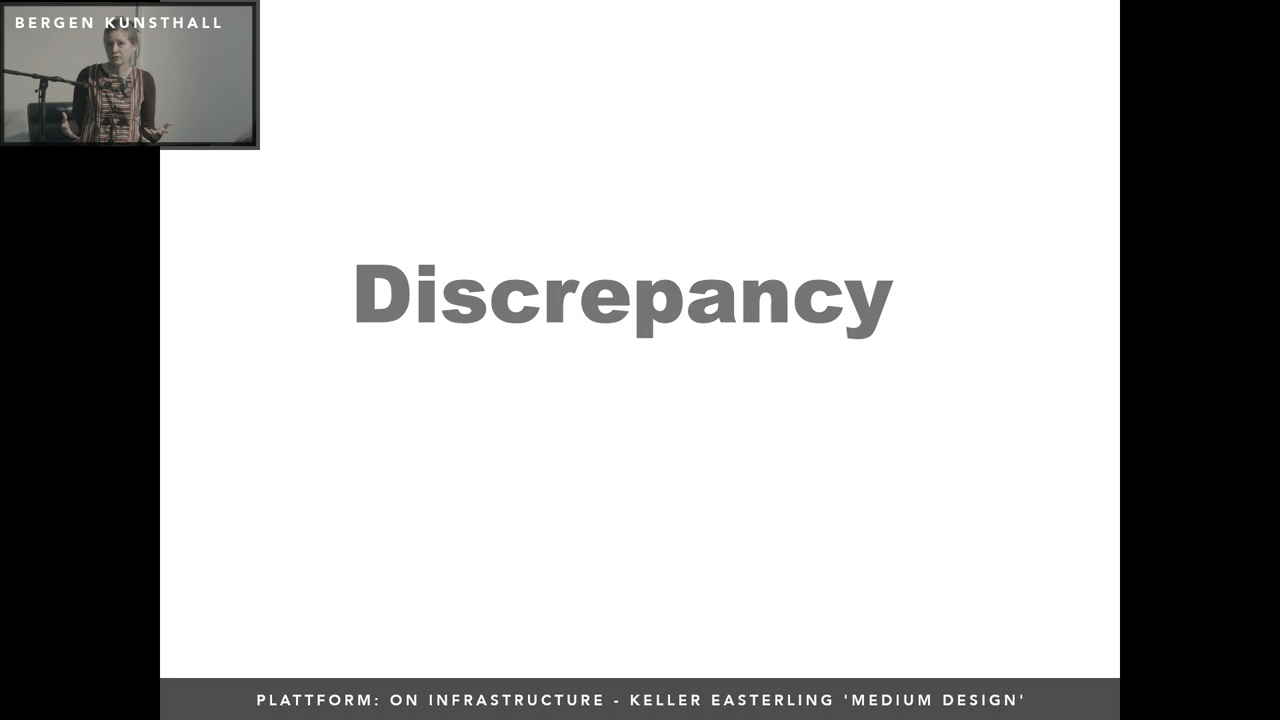 BERGEN KUNSTHALL
Discrepancy
PLATTFORM: ON INFRASTRUCTURE - KELLER EASTERLING 'MEDIUM DESIGN'